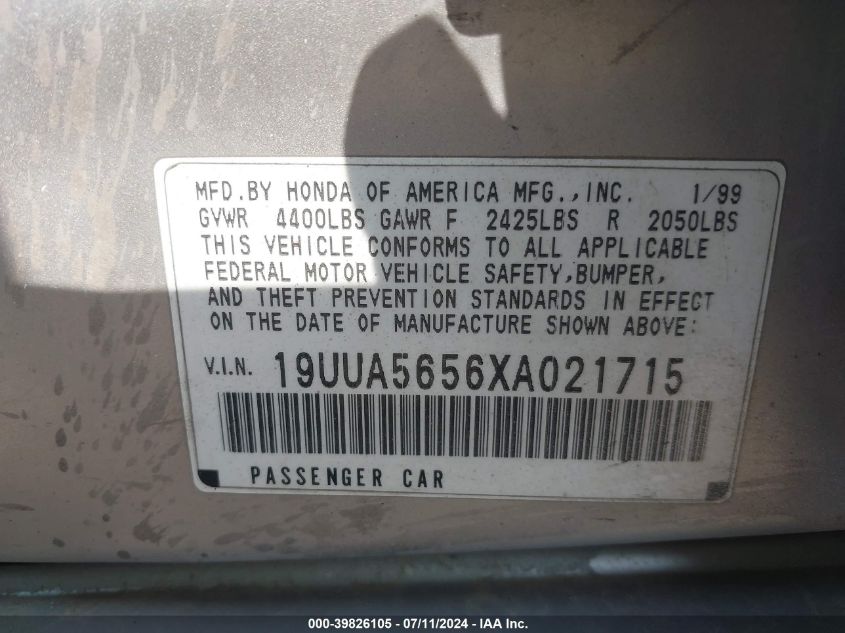 MFD.BY HONDA OF AMERICA MFG.,INC. 1/99
GVWR 4400LBS GAWR F 2425LBS R 2050LBS
THIS VEHICLE CONFORMS TO ALL APPLICABLE
FEDERAL MOTOR VEHICLE SAFETY,BUMPER,
AND THEFT PREVENTION STANDARDS IN EFFECT
ON THE DATE OF MANUFACTURE SHOWN ABOVE:
V.I.N. 19UUA5656XA021715
PASSENGER CAR
000-39826105 - 07/11/2024 - IAA Inc.